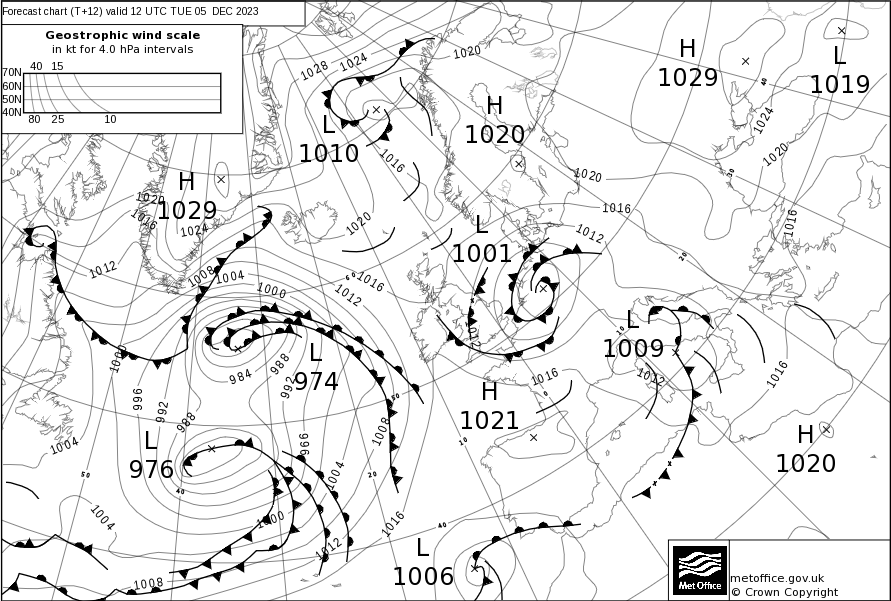 Forecast chart (T+12) valid 12 UTC TUE 05 DEC 2023
Geostrophic wind scale
in kt for 4.0 hPa intervals
40 15
70N
60N
50N
40N
80 25 10
H
1029
L
1019
H
1020
L
1010
H
1029
L
1001
L
1009
L
974
H
1021
L
976
H
1020
L
1006
1028
1024
1020
1016
1020
1024
1020
1016
1012
1016
1020
1016
1024
1020
1012
1008
1004
1000
1016
1012
1016
1012
1008
996
992
988
984
988
992
996
1004
1008
1016
1012
1016
1004
1004
1000
1012
1016
1008
40
30
20
60
10
0
50
10
20
50
40
40
Met Office
metoffice.gov.uk
© Crown Copyright